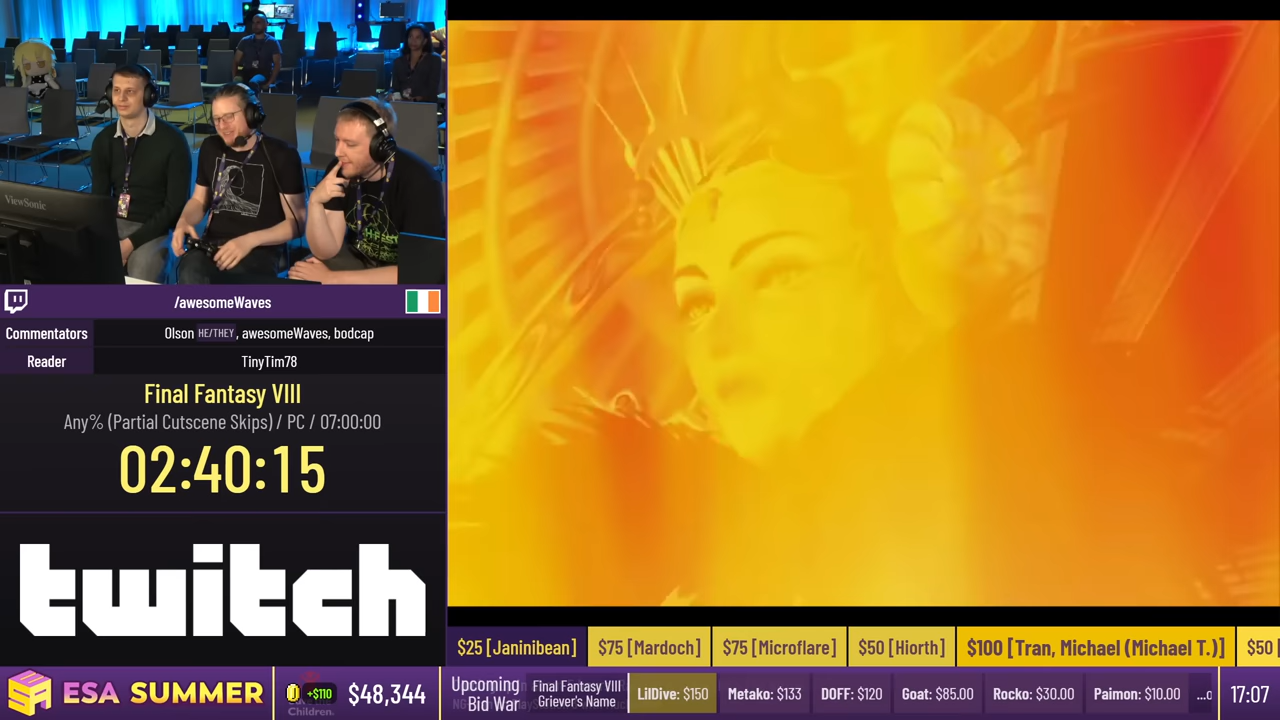 ViewSonic
/awesomeWaves
Commentators
Olson HE/THEY, awesomeWaves, bodcap
Reader
TinyTim78
Final Fantasy VIII
Any% (Partial Cutscene Skips) / PC / 07:00:00
02:40:15
twitch
$25 [Janinibean]
$75 [Mardoch]
$75 [Microflare]
$50 [Hiorth]
$100 [Tran, Michael (Michael T.)]
$50 [
ESA SUMMER
+$110
Children.
$48,344
Upcoming
Bid War
Final Fantasy VIII
Griever's Name
LilDive: $150
Metako: $133
DOFF: $120
Goat: $85.00
Rocko: $30.00
Paimon: $10.00
17:07